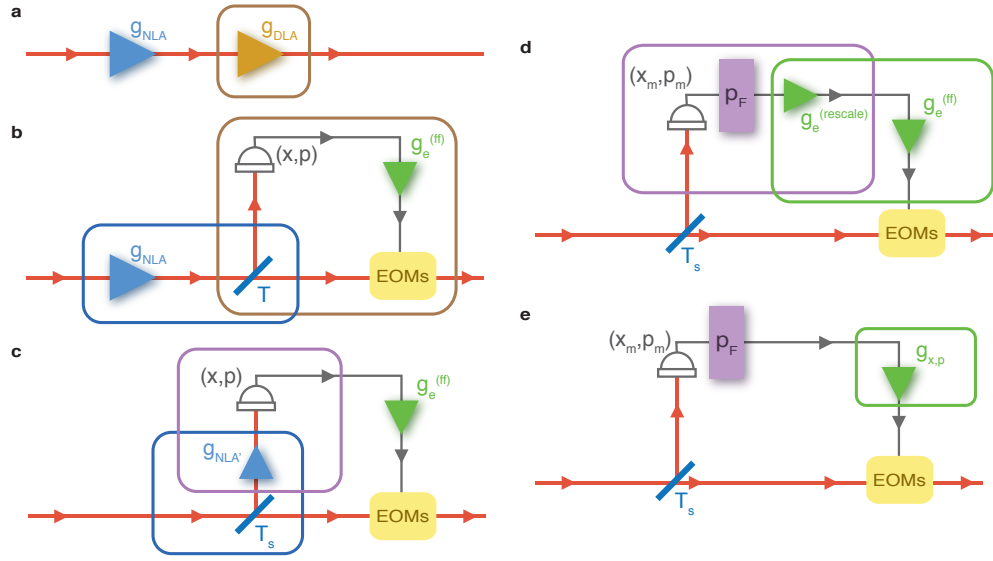 a
g_NLA
g_DLA
b
(x,p)
g_e^(ff)
g_NLA
T
EOMs
c
(x,p)
g_e^(ff)
g_NLA'
T_s
EOMs
d
(x_m,p_m)
p_F
g_e^(rescale)
g_e^(ff)
T_s
EOMs
e
(x_m,p_m)
p_F
g_x,p
T_s
EOMs